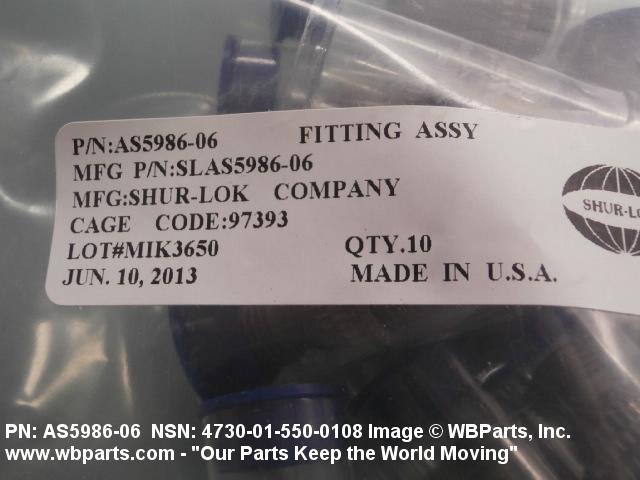 P/N:AS5986-06 FITTING ASSY
MFG P/N:SLAS5986-06
MFG:SHUR-LOK COMPANY
CAGE CODE:97393
LOT#MIK3650 QTY.10
JUN. 10, 2013 MADE IN U.S.A.
PN: AS5986-06 NSN: 4730-01-550-0108 Image © WBParts, Inc.
www.wbparts.com - "Our Parts Keep the World Moving"